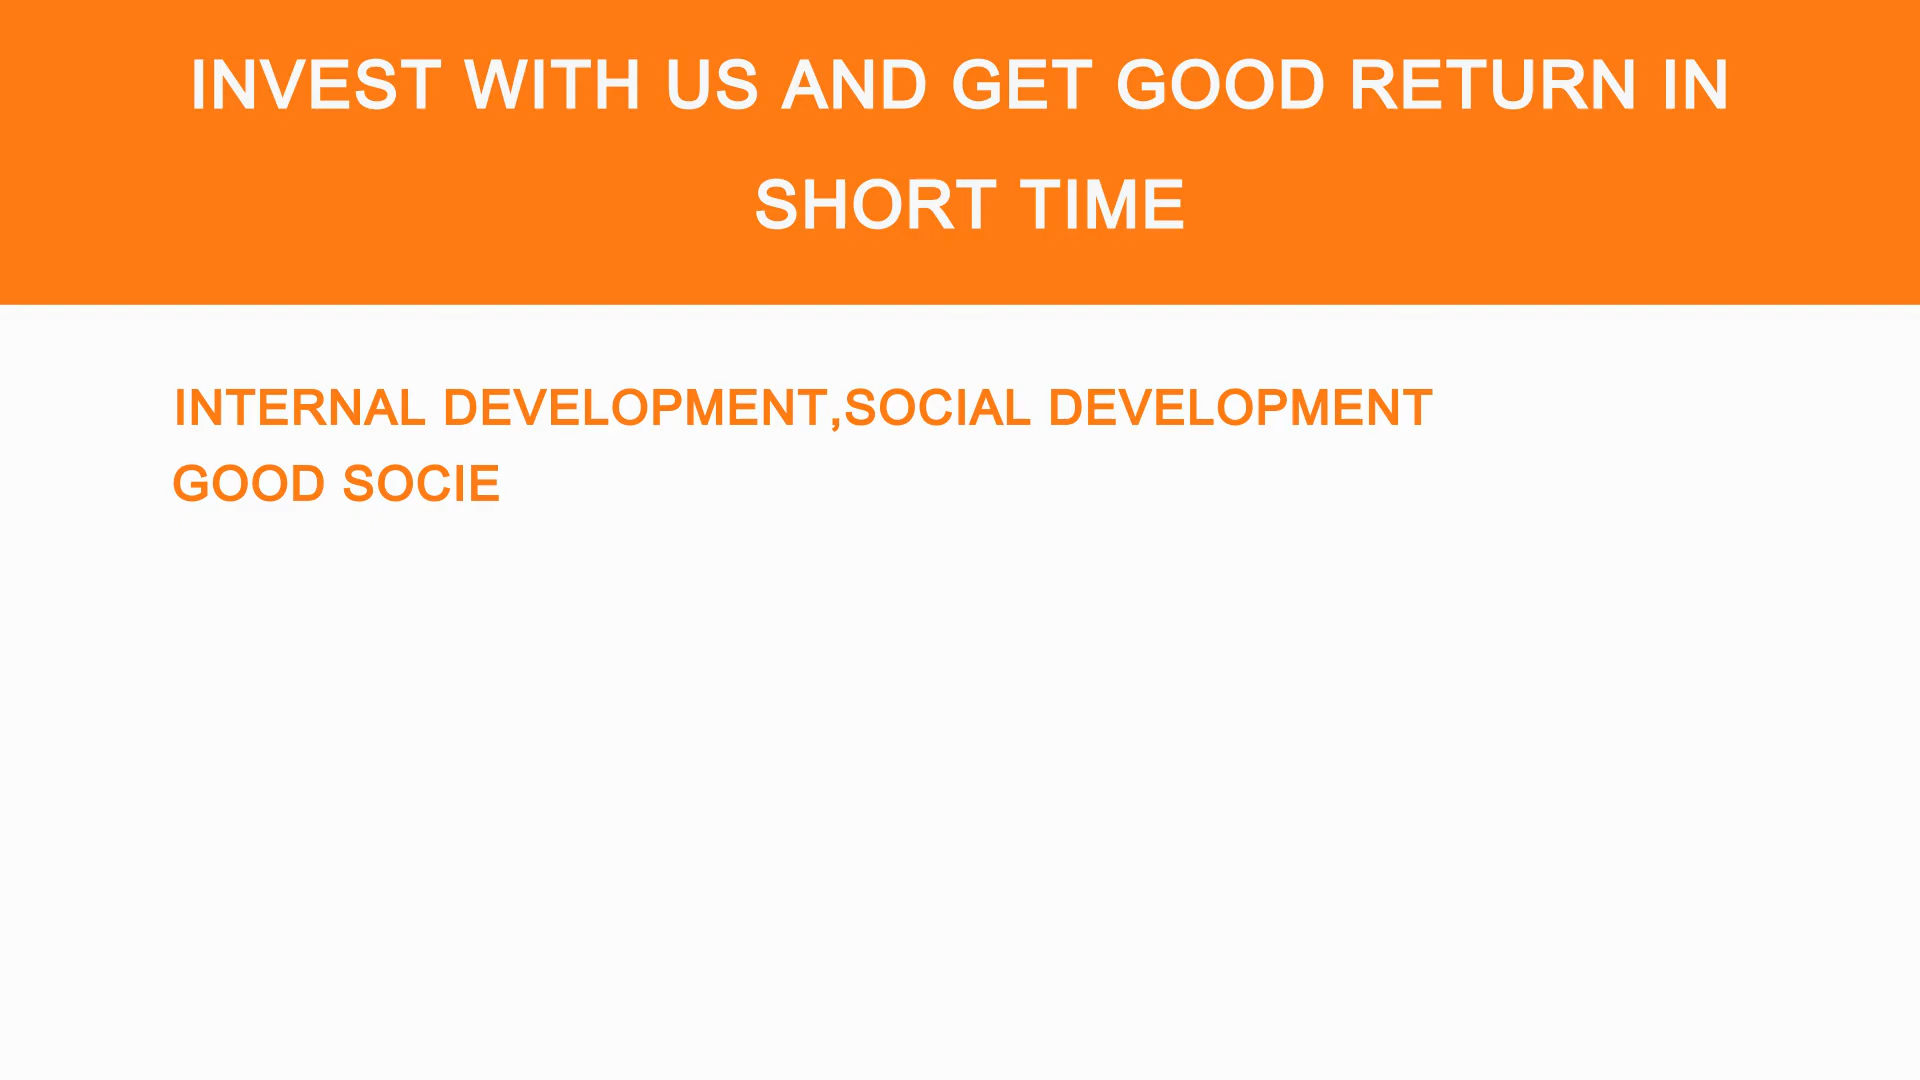 INVEST WITH US AND GET GOOD RETURN IN
SHORT TIME
INTERNAL DEVELOPMENT,SOCIAL DEVELOPMENT
GOOD SOCIE